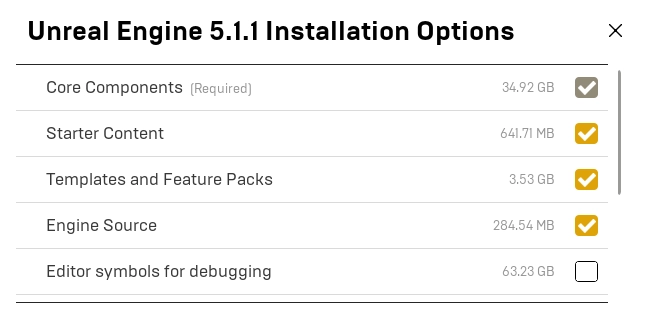 Unreal Engine 5.1.1 Installation Options
Core Components (Required) 34.92 GB
Starter Content 641.71 MB
Templates and Feature Packs 3.53 GB
Engine Source 284.54 MB
Editor symbols for debugging 63.23 GB